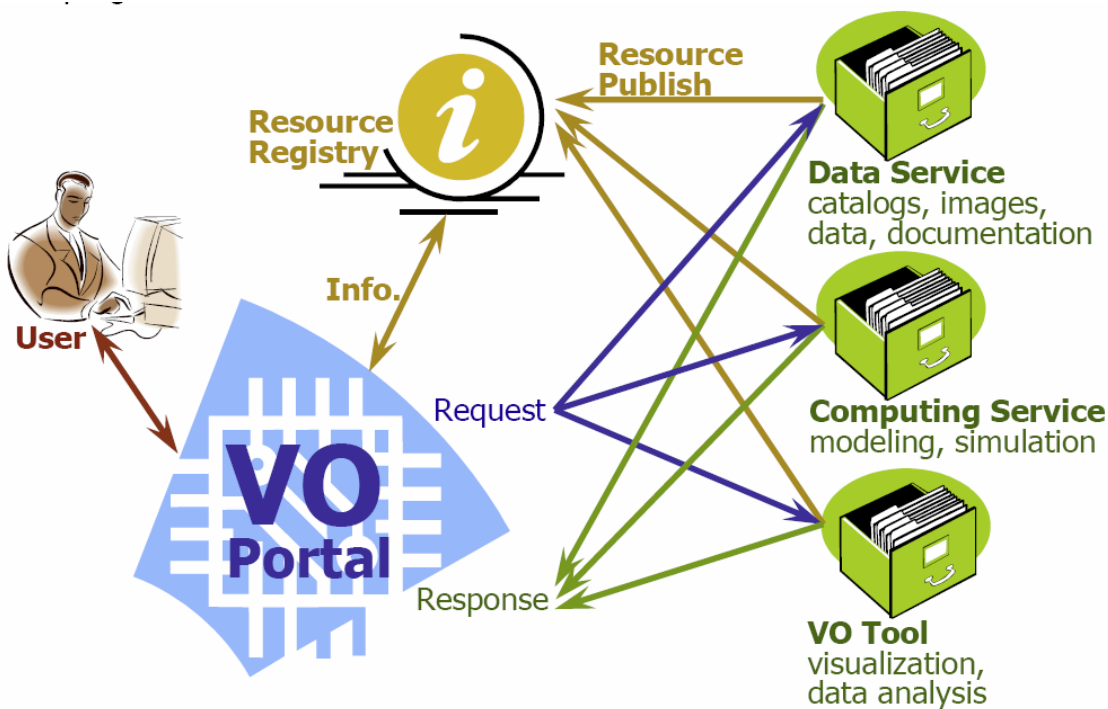 Resource
Publish
Resource
Registry
i
Data Service
catalogs, images,
data, documentation
Info.
User
Request
Computing Service
modeling, simulation
VO
Portal
Response
VO Tool
visualization,
data analysis